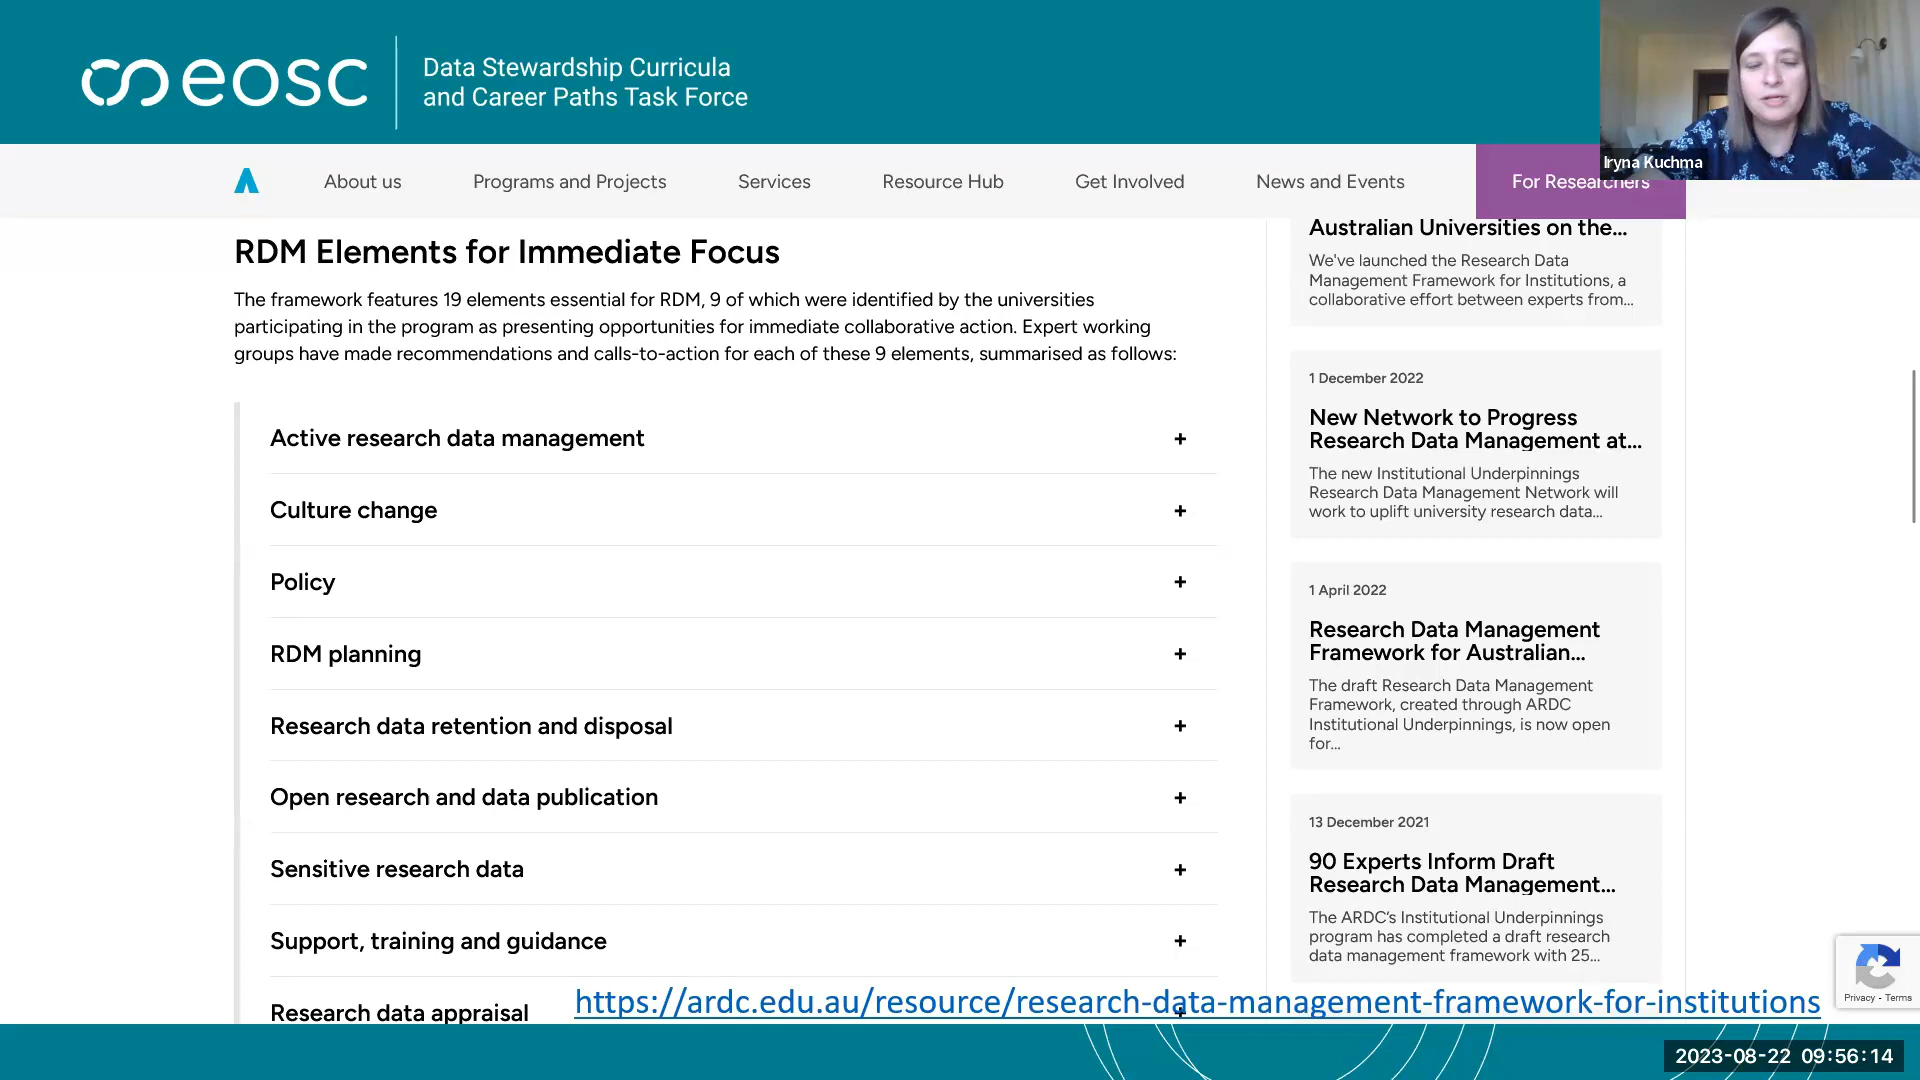 eosc
Data Stewardship Curricula
and Career Paths Task Force
Iryna Kuchma
About us
Programs and Projects
Services
Resource Hub
Get Involved
News and Events
For Researchers
RDM Elements for Immediate Focus
The framework features 19 elements essential for RDM, 9 of which were identified by the universities
participating in the program as presenting opportunities for immediate collaborative action. Expert working
groups have made recommendations and calls-to-action for each of these 9 elements, summarised as follows:
Active research data management +
Culture change +
Policy +
RDM planning +
Research data retention and disposal +
Open research and data publication +
Sensitive research data +
Support, training and guidance +
Research data appraisal +
Australian Universities on the...
We've launched the Research Data
Management Framework for Institutions, a
collaborative effort between experts from...
1 December 2022
New Network to Progress
Research Data Management at...
The new Institutional Underpinnings
Research Data Management Network will
work to uplift university research data...
1 April 2022
Research Data Management
Framework for Australian...
The draft Research Data Management
Framework, created through ARDC
Institutional Underpinnings, is now open
for...
13 December 2021
90 Experts Inform Draft
Research Data Management...
The ARDC's Institutional Underpinnings
program has completed a draft research
data management framework with 25...
https://ardc.edu.au/resource/research-data-management-framework-for-institutions
Privacy - Terms
2023-08-22 09:56:14